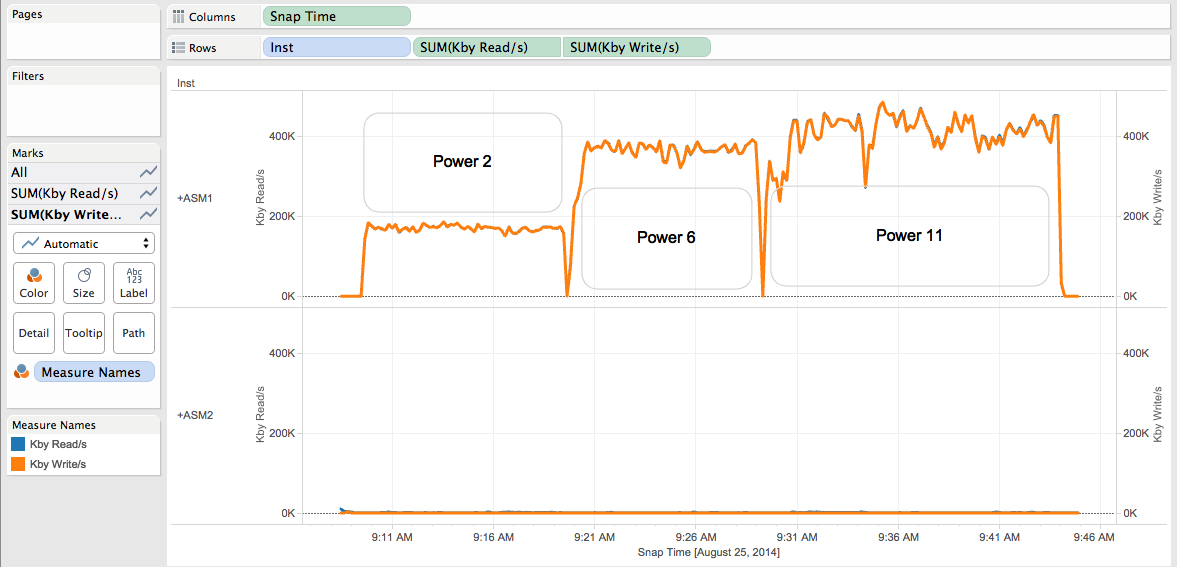 Pages
Columns
Snap Time
Rows
Inst
SUM(Kby Read/s)
SUM(Kby Write/s)
Filters
Marks
All
SUM(Kby Read/s)
SUM(Kby Write...
Automatic
Color
Size
Abc
123
Label
Detail
Tooltip
Path
Measure Names
Measure Names
Kby Read/s
Kby Write/s
Inst
+ASM1
Kby Read/s
400K
200K
0K
Power 2
Power 6
Power 11
400K
200K
0K
Kby Write/s
+ASM2
Kby Read/s
400K
200K
0K
400K
200K
0K
Kby Write/s
9:11 AM
9:16 AM
9:21 AM
9:26 AM
9:31 AM
9:36 AM
9:41 AM
9:46 AM
Snap Time [August 25, 2014]